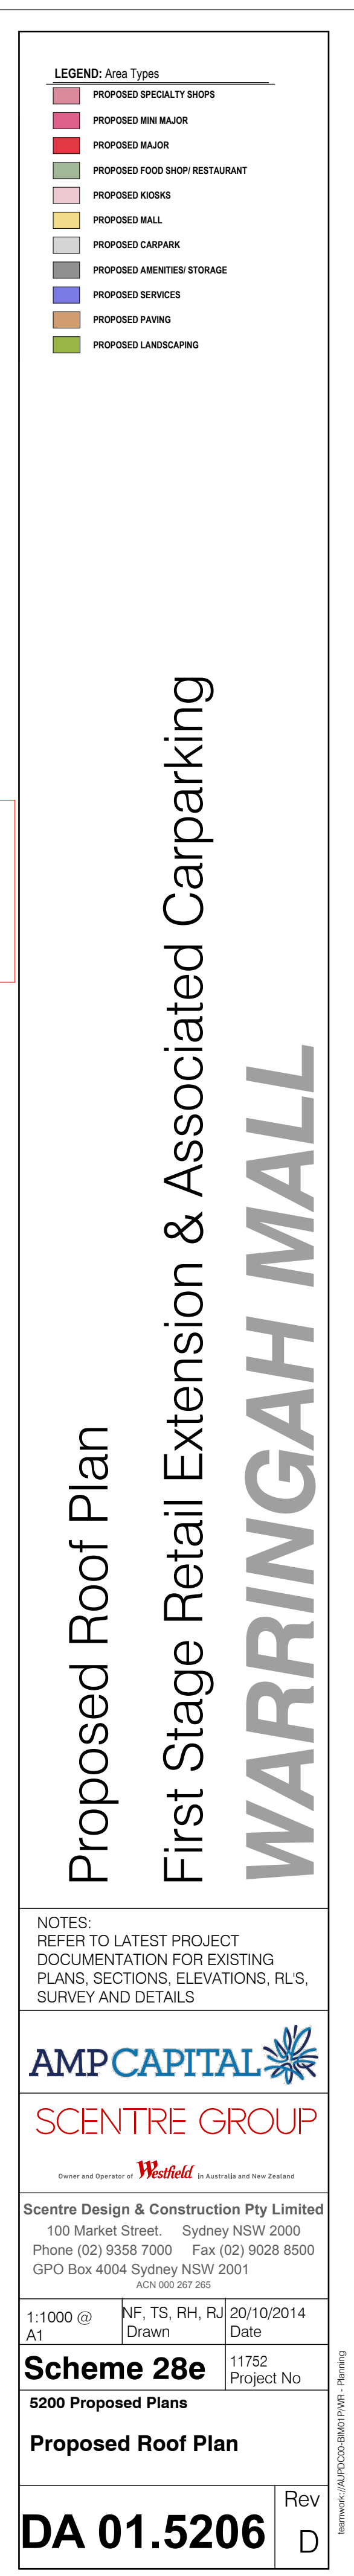 LEGEND: Area Types
PROPOSED SPECIALTY SHOPS
PROPOSED MINI MAJOR
PROPOSED MAJOR
PROPOSED FOOD SHOP/ RESTAURANT
PROPOSED KIOSKS
PROPOSED MALL
PROPOSED CARPARK
PROPOSED AMENITIES/ STORAGE
PROPOSED SERVICES
PROPOSED PAVING
PROPOSED LANDSCAPING
Proposed Roof Plan
First Stage Retail Extension & Associated Carparking
WARRINGAH MALL
NOTES:
REFER TO LATEST PROJECT
DOCUMENTATION FOR EXISTING
PLANS, SECTIONS, ELEVATIONS, RL'S,
SURVEY AND DETAILS
AMP CAPITAL
SCENTRE GROUP
Owner and Operator of Westfield in Australia and New Zealand
Scentre Design & Construction Pty Limited
100 Market Street. Sydney NSW 2000
Phone (02) 9358 7000 Fax (02) 9028 8500
GPO Box 4004 Sydney NSW 2001
ACN 000 267 265
1:1000 @
A1
NF, TS, RH, RJ
Drawn
20/10/2014
Date
Scheme 28e
11752
Project No
5200 Proposed Plans
Proposed Roof Plan
DA 01.5206
Rev
D
teamwork://AUPDC00-BIM01P/WR - Planning